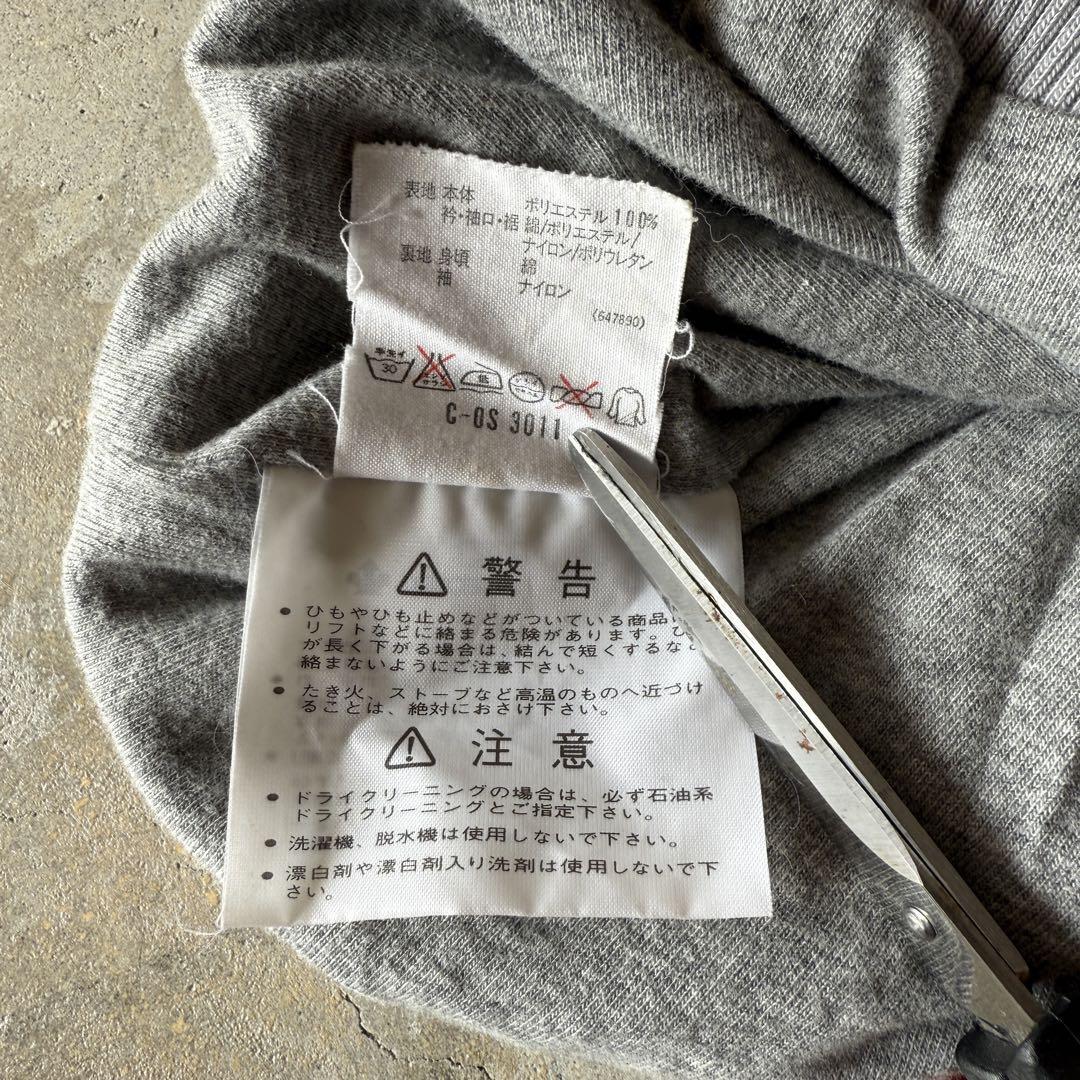 表地 本体 ポリエステル 100%
衿・袖口・裾 綿/ポリエステル/
ナイロン/ポリウレタン
裏地 身頃 綿
袖 ナイロン
(647890)
手洗イ
30
低
C-OS 3011
警告
• ひもやひも止めなどがついている商品
リフトなどに絡まる危険があります。ひ
が長く下がる場合は、結んで短くするなど
絡まないようにご注意下さい。
• たき火、ストーブなど高温のものへ近づけ
ることは、絶対におさけ下さい。
注意
• ドライクリーニングの場合は、必ず石油系
ドライクリーニングとご指定下さい。
• 洗濯機、脱水機は使用しないで下さい。
• 漂白剤や漂白剤入り洗剤は使用しないで下
さい。